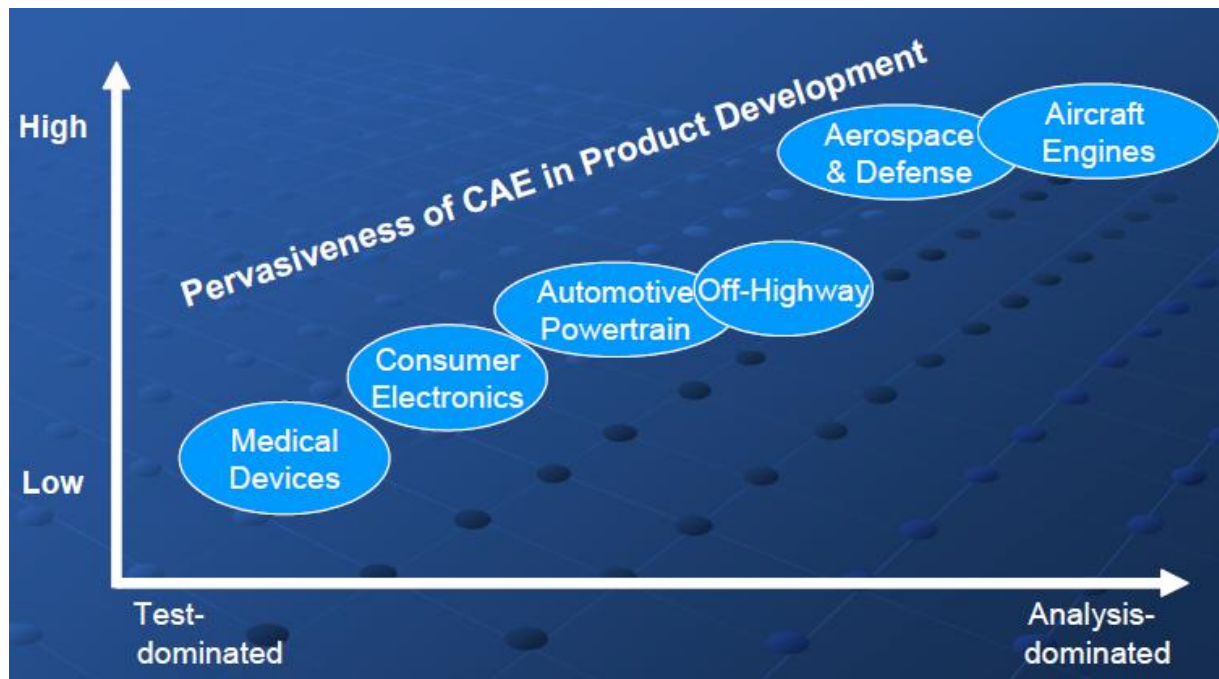 High
Low
Pervasiveness of CAE in Product Development
Medical
Devices
Consumer
Electronics
Automotive
Powertrain
Off-Highway
Aerospace
& Defense
Aircraft
Engines
Test-
dominated
Analysis-
dominated